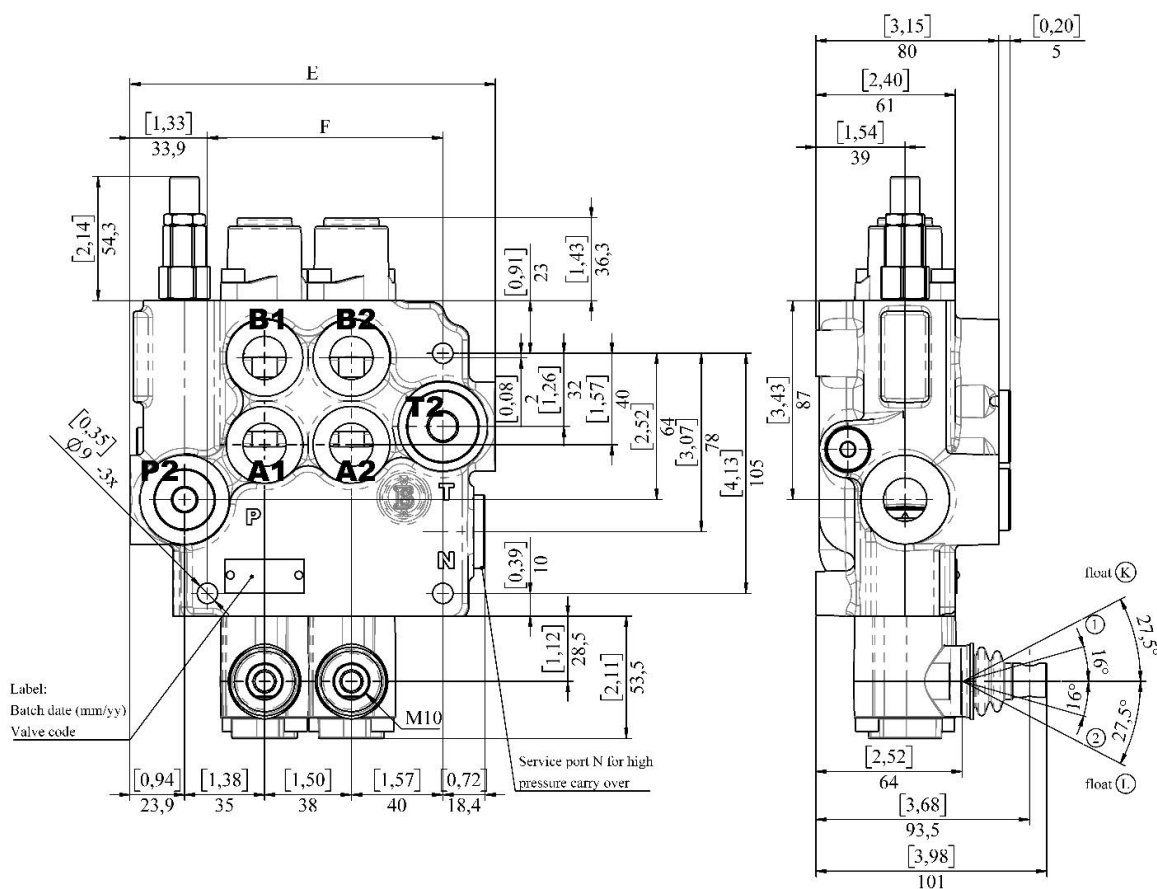 E
[1,33]
33,9
F
[2,14]
54,3
[0,91]
23
[1,43]
36,3
B1
B2
T2
[0,08]
2
[1,26]
32
[1,57]
40
[2,52]
64
[3,07]
78
[4,13]
105
[0,35]
Ø9 -3x
P2
A1
A2
P
T
N
B
[0,39]
10
[1,12]
28,5
[2,11]
53,5
M10
Label:
Batch date (mm/yy)
Valve code
Service port N for high
pressure carry over
[0,94]
23,9
[1,38]
35
[1,50]
38
[1,57]
40
[0,72]
18,4
[3,15]
80
[0,20]
5
[2,40]
61
[1,54]
39
[3,43]
87
float K
1
27,5°
16°
16°
27,5°
2
float L
[2,52]
64
[3,68]
93,5
[3,98]
101